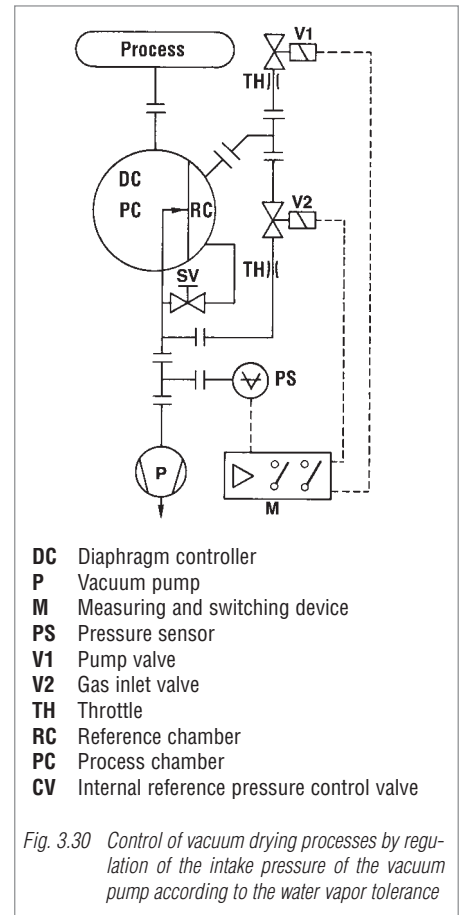 Process
V1
TH
DC
PC
RC
V2
SV
TH
PS
P
M
DC Diaphragm controller
P Vacuum pump
M Measuring and switching device
PS Pressure sensor
V1 Pump valve
V2 Gas inlet valve
TH Throttle
RC Reference chamber
PC Process chamber
CV Internal reference pressure control valve
Fig. 3.30 Control of vacuum drying processes by regu-
lation of the intake pressure of the vacuum
pump according to the water vapor tolerance